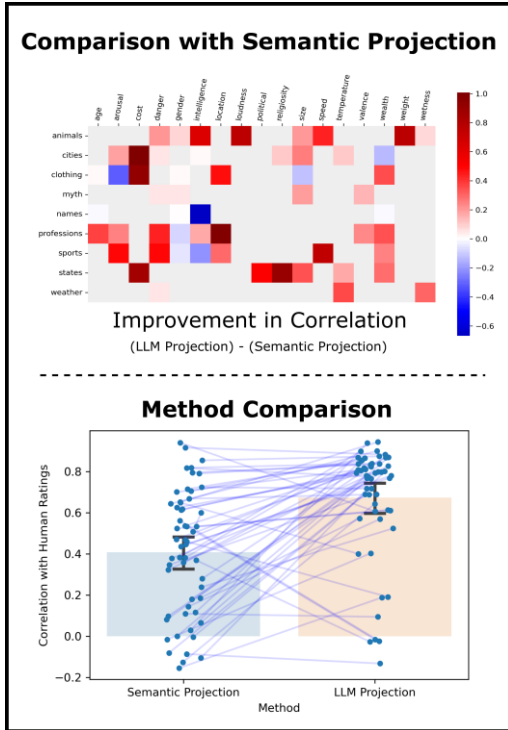 Comparison with Semantic Projection
age arousal cost danger gender intelligence location loudness political religiosity size speed temperature valence wealth weight wetness
animals
cities
clothing
myth
names
professions
sports
states
weather
1.0
0.8
0.6
0.4
0.2
0.0
−0.2
−0.4
−0.6
Improvement in Correlation
(LLM Projection) - (Semantic Projection)
Method Comparison
Correlation with Human Ratings
0.8
0.6
0.4
0.2
0.0
−0.2
Semantic Projection LLM Projection
Method